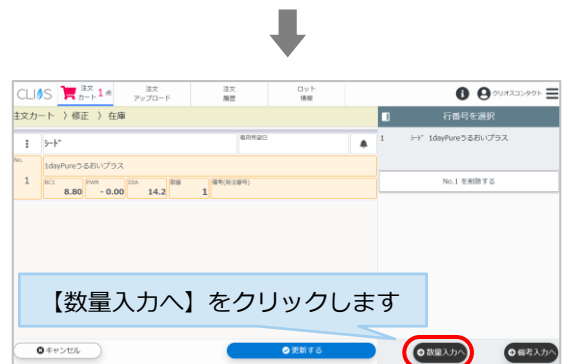 CLIOS 注文カート 1件 注文アップロード 注文履歴 ロット情報 クリオスコンタクト
注文カート 〉修正 〉在庫 行番号を選択
シード 着荷希望日 1 シード 1dayPureうるおいプラス
No. 1dayPureうるおいプラス
1 BC1 PWR DIA 数量 備考(発注番号) No.1 を削除する
8.80 - 0.00 14.2 1
【数量入力へ】をクリックします
キャンセル 更新する 数量入力へ 備考入力へ